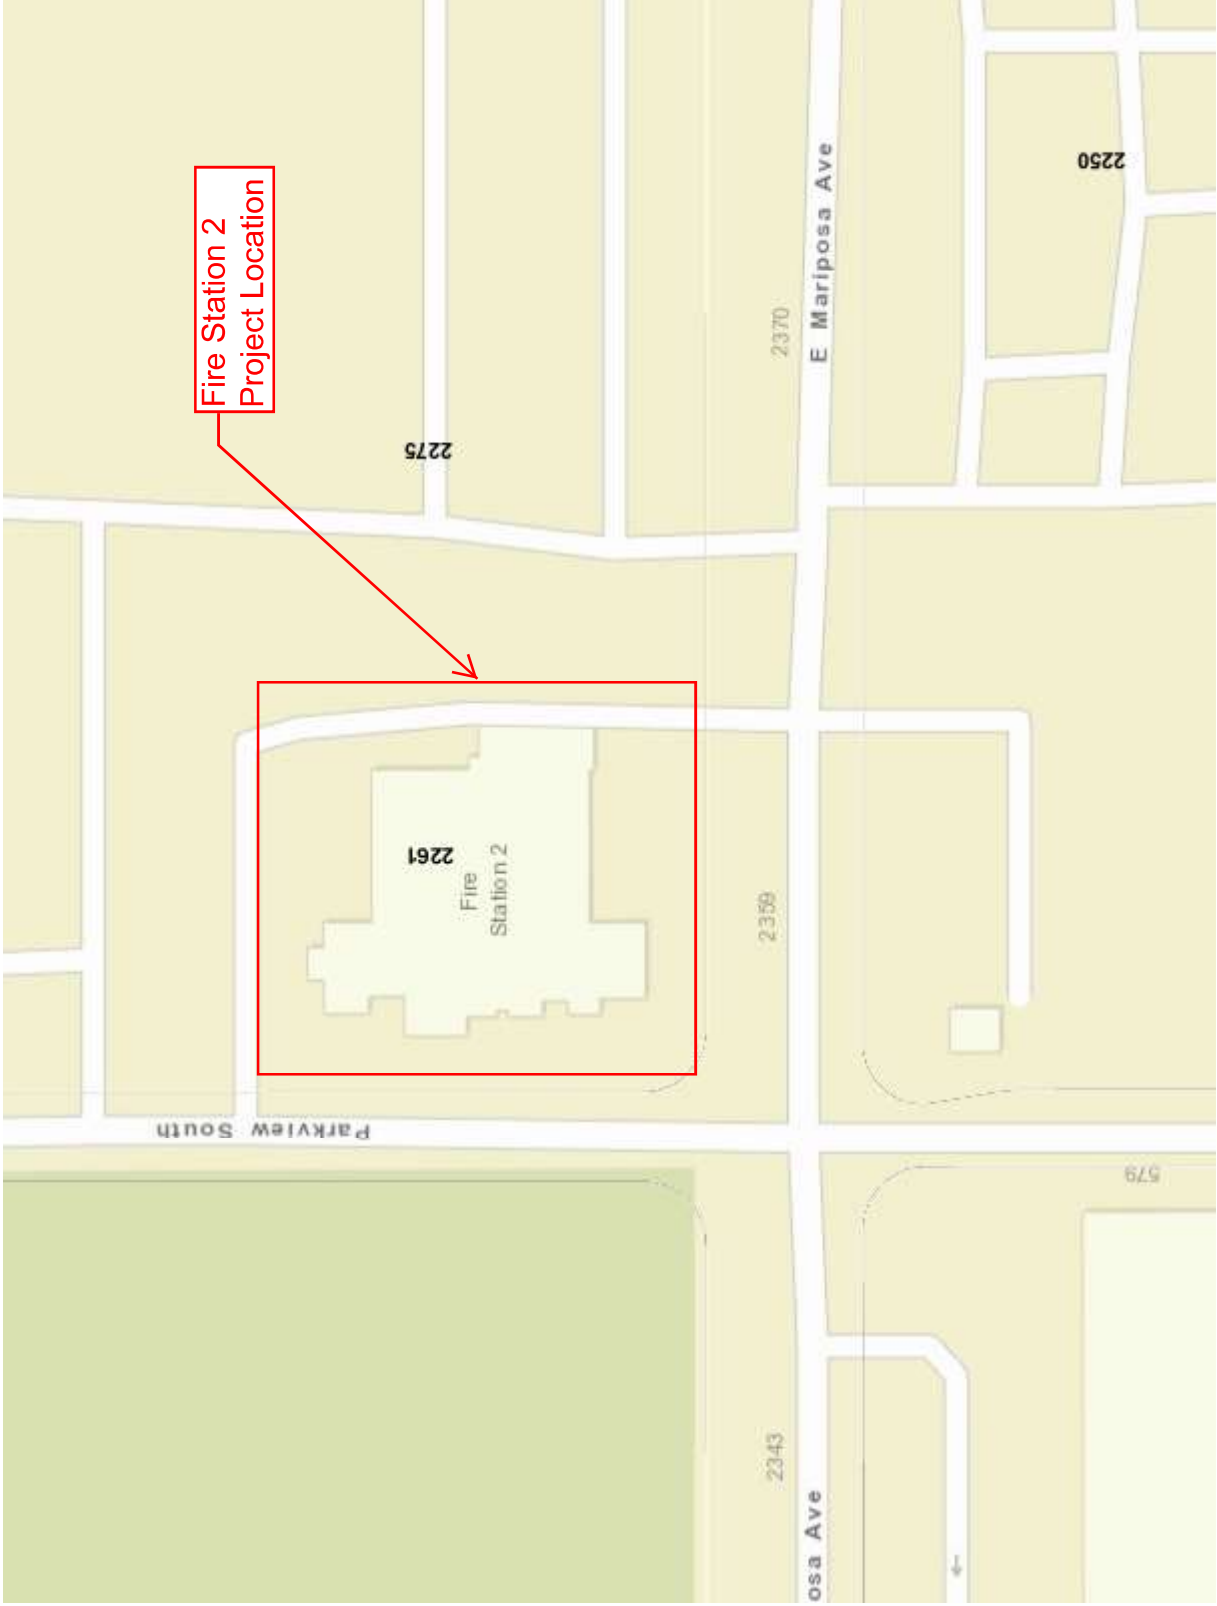 Fire Station 2
Project Location
2250
E Mariposa Ave
2370
2275
2261
Fire
Station 2
2359
Parkview South
579
2343
osa Ave